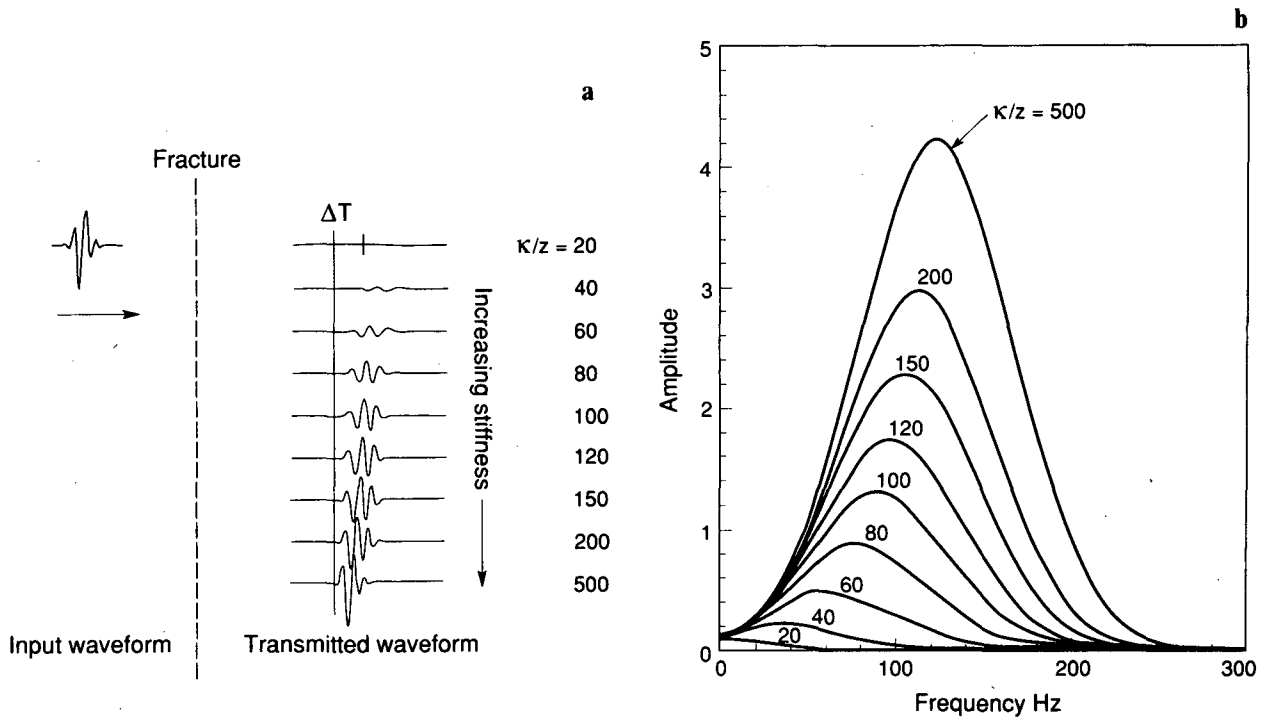 a
Fracture
ΔT
κ/z = 20
40
60
80
100
120
150
200
500
Increasing stiffness
Input waveform
Transmitted waveform
b
5
4
3
2
1
0
Amplitude
κ/z = 500
200
150
120
100
80
60
40
20
0
100
200
300
Frequency Hz